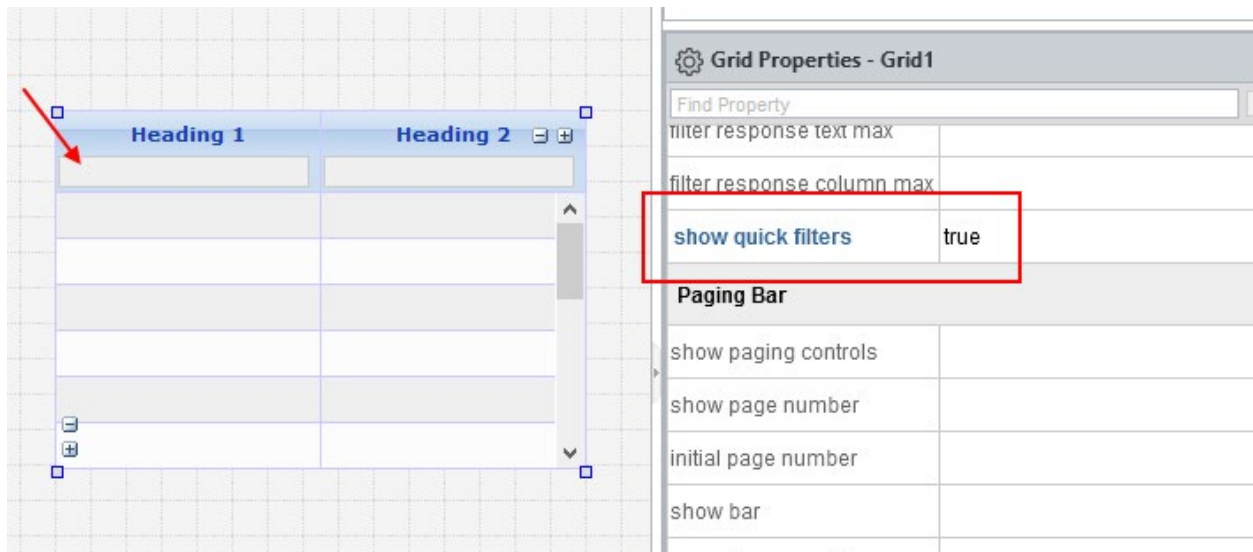 Grid Properties - Grid1
Find Property
filter response text max
filter response column max
show quick filters true
Paging Bar
show paging controls
show page number
initial page number
show bar
Heading 1 Heading 2